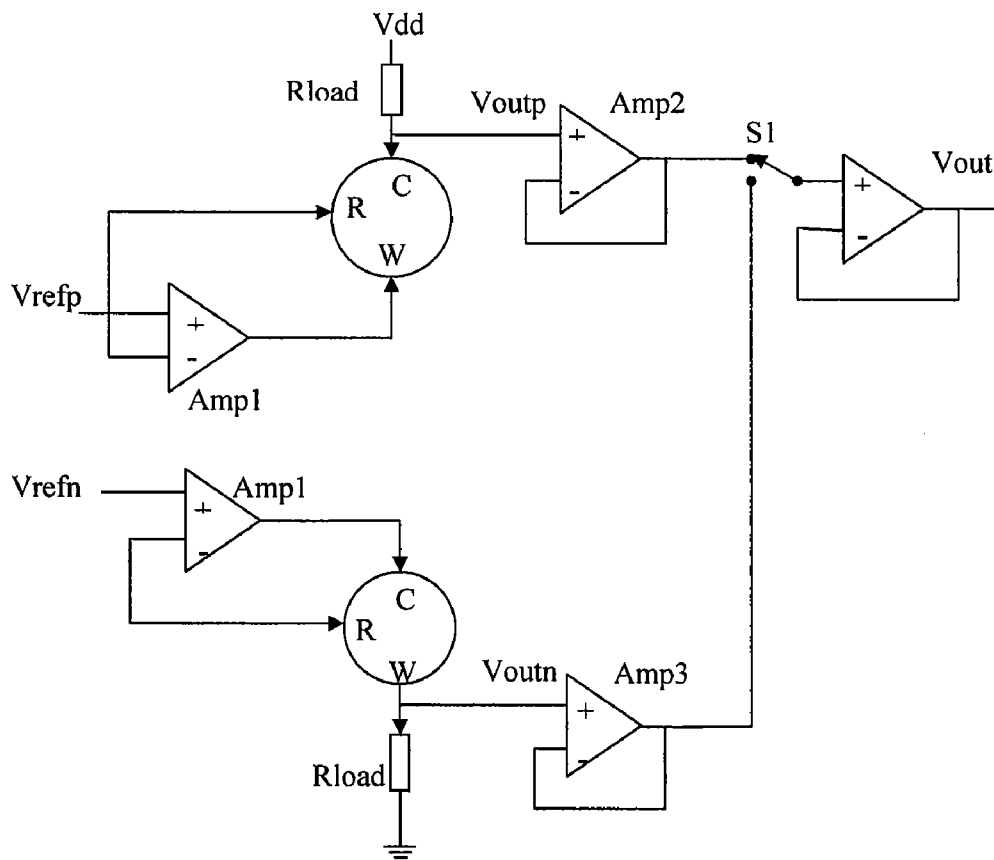 Vdd
Rload
Voutp
Amp2
S1
+
-
C
R
W
+
-
Vout
Vrefp
+
-
Amp1
Vrefn
Amp1
+
-
C
R
W
Voutn
Amp3
+
-
Rload